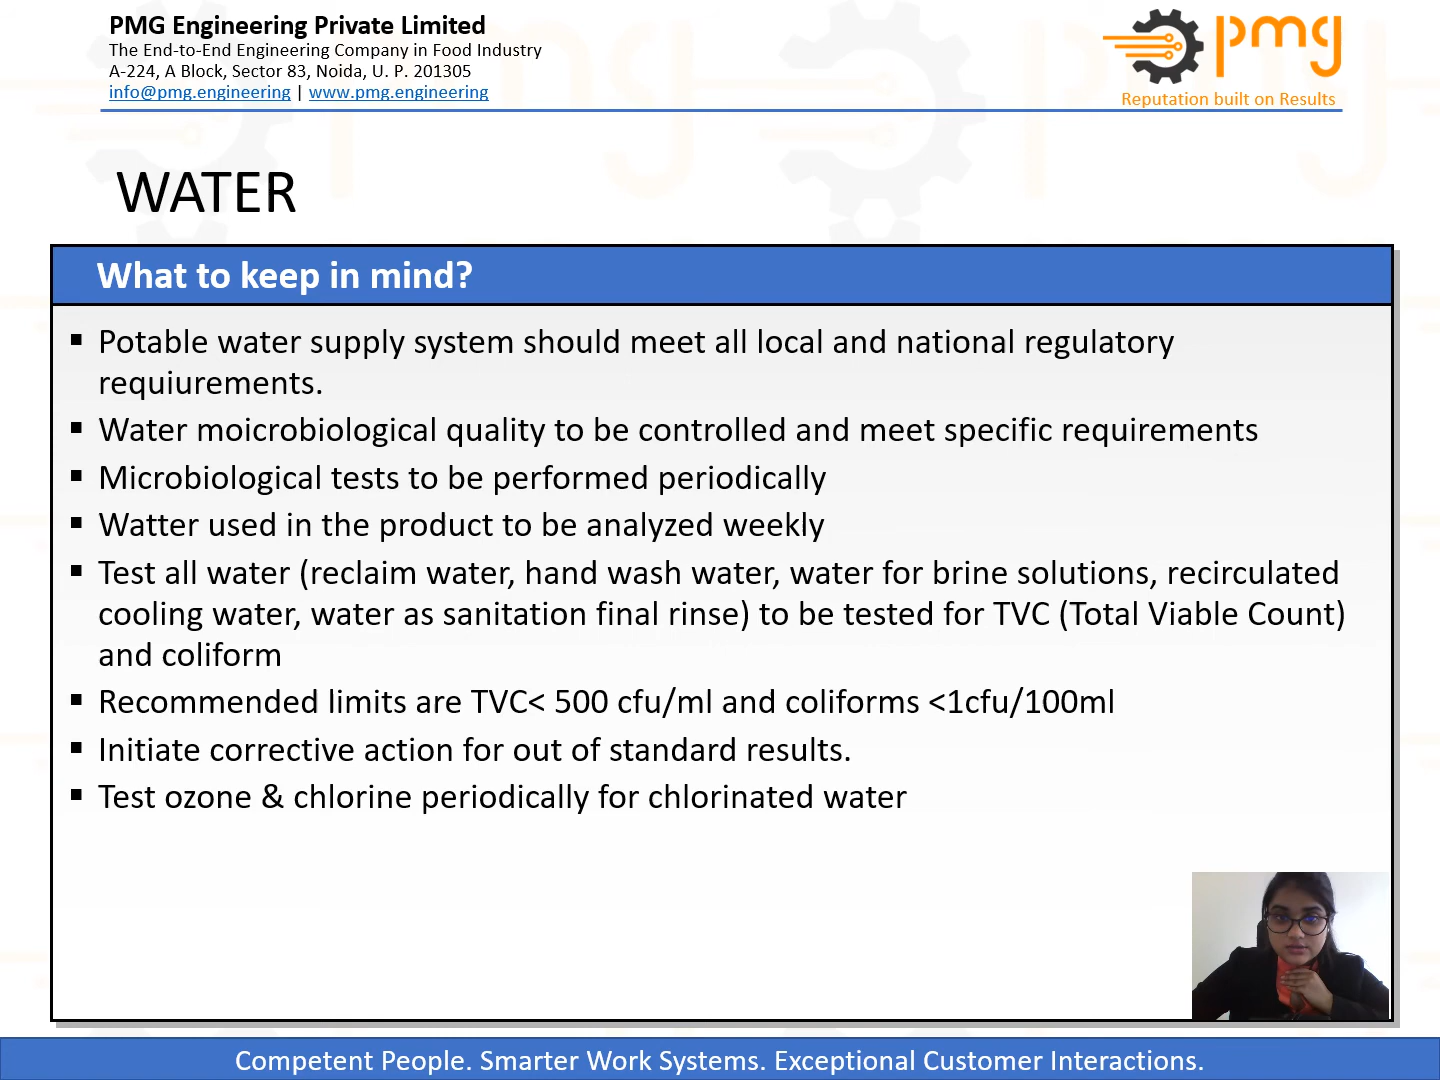 PMG Engineering Private Limited
The End-to-End Engineering Company in Food Industry
A-224, A Block, Sector 83, Noida, U. P. 201305
info@pmg.engineering | www.pmg.engineering
pmg
Reputation built on Results
WATER
What to keep in mind?
▪ Potable water supply system should meet all local and national regulatory
requiurements.
▪ Water moicrobiological quality to be controlled and meet specific requirements
▪ Microbiological tests to be performed periodically
▪ Watter used in the product to be analyzed weekly
▪ Test all water (reclaim water, hand wash water, water for brine solutions, recirculated
cooling water, water as sanitation final rinse) to be tested for TVC (Total Viable Count)
and coliform
▪ Recommended limits are TVC< 500 cfu/ml and coliforms <1cfu/100ml
▪ Initiate corrective action for out of standard results.
▪ Test ozone & chlorine periodically for chlorinated water
Competent People. Smarter Work Systems. Exceptional Customer Interactions.